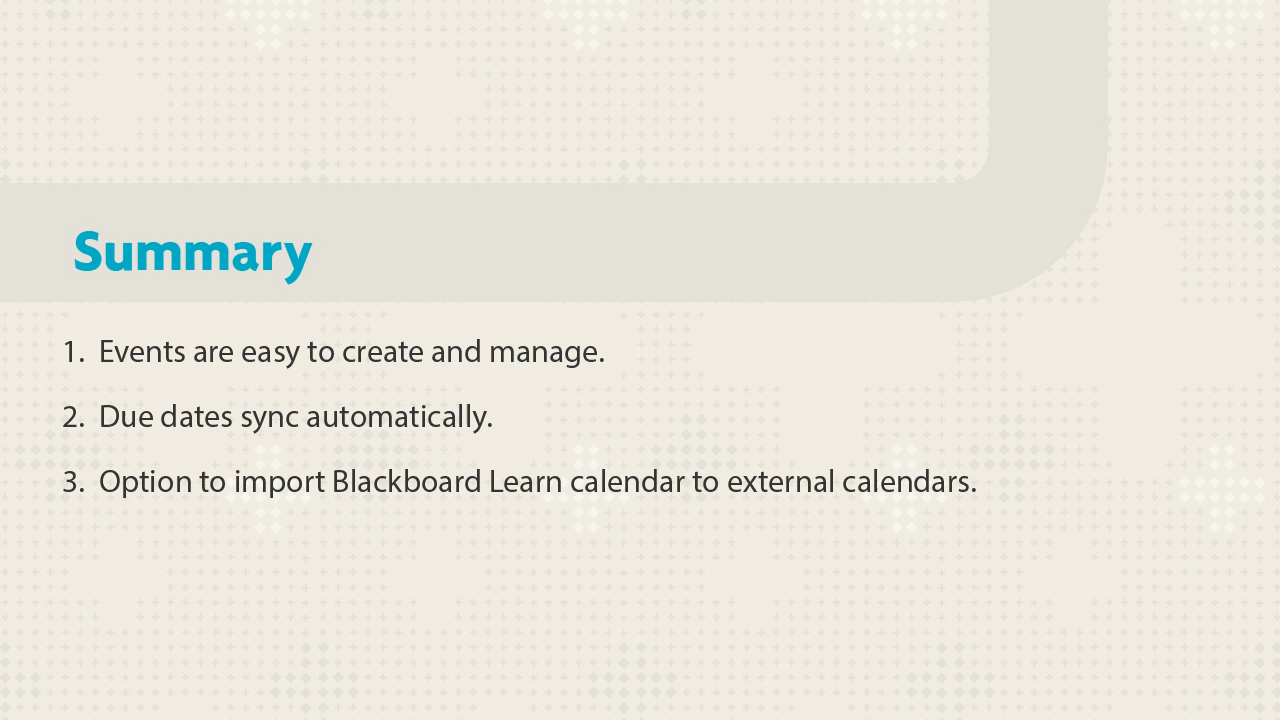 Summary
1. Events are easy to create and manage.
2. Due dates sync automatically.
3. Option to import Blackboard Learn calendar to external calendars.